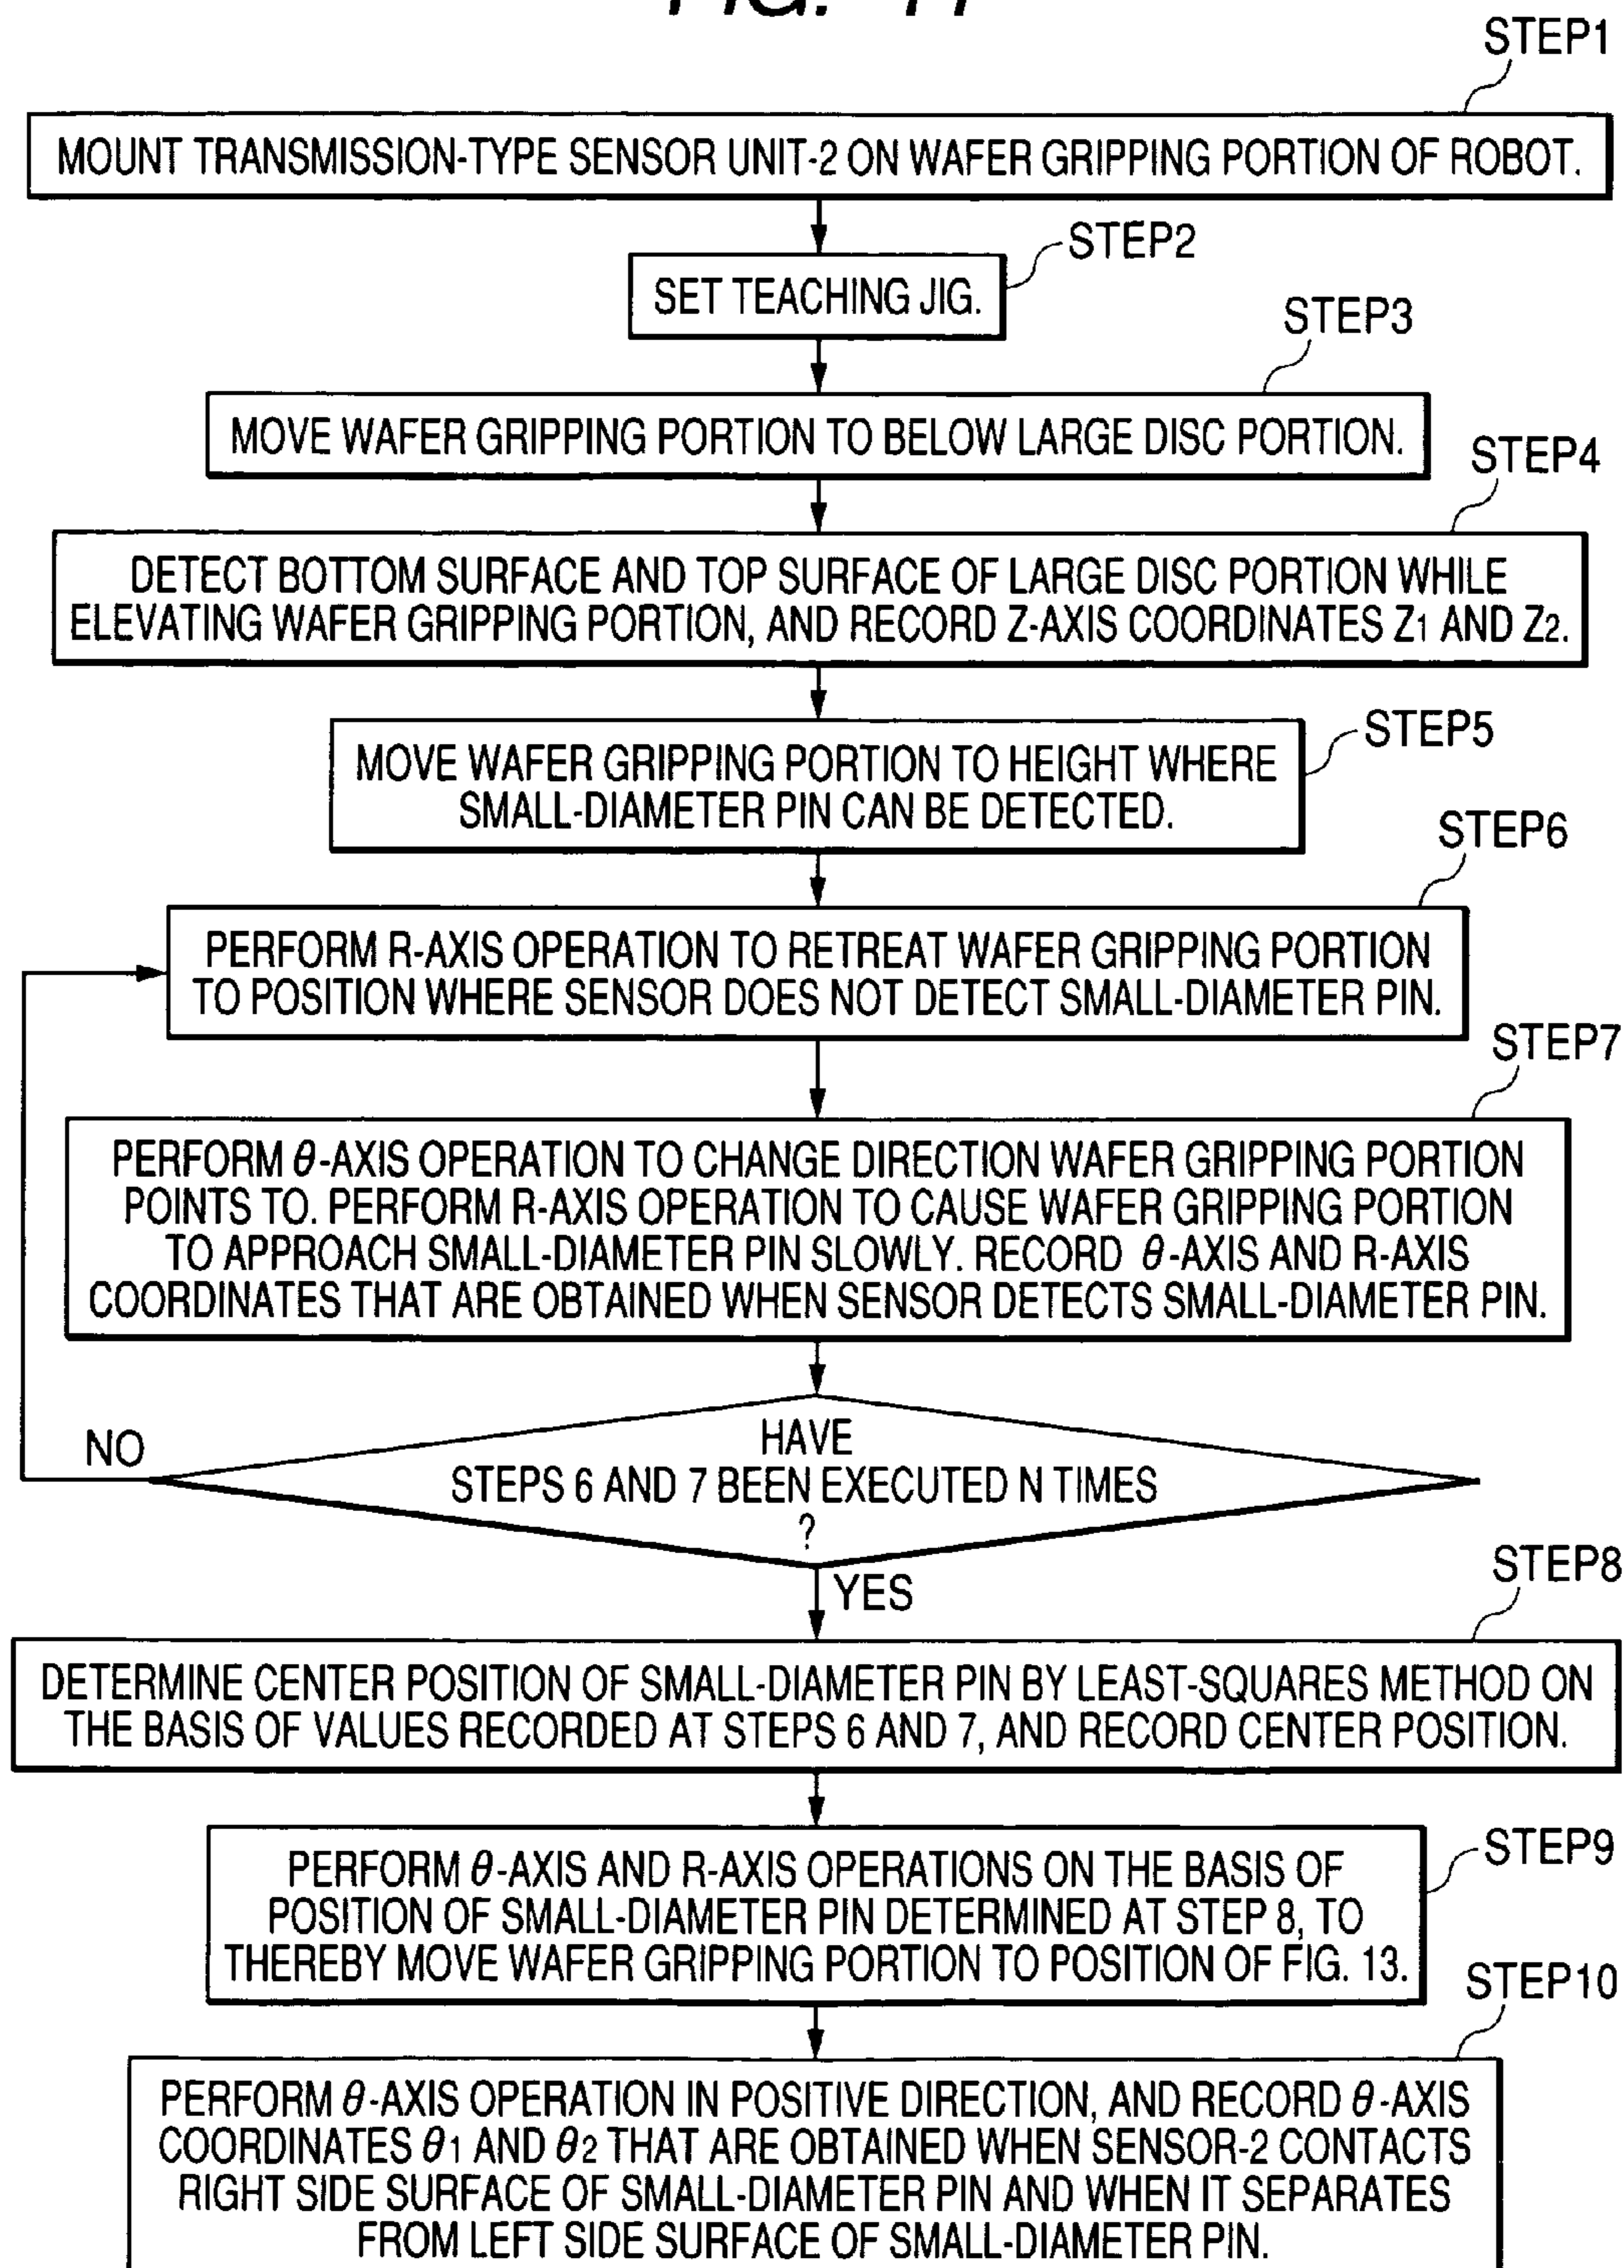 STEP1
MOUNT TRANSMISSION-TYPE SENSOR UNIT-2 ON WAFER GRIPPING PORTION OF ROBOT.
STEP2
SET TEACHING JIG.
STEP3
MOVE WAFER GRIPPING PORTION TO BELOW LARGE DISC PORTION.
STEP4
DETECT BOTTOM SURFACE AND TOP SURFACE OF LARGE DISC PORTION WHILE
ELEVATING WAFER GRIPPING PORTION, AND RECORD Z-AXIS COORDINATES Z1 AND Z2.
STEP5
MOVE WAFER GRIPPING PORTION TO HEIGHT WHERE
SMALL-DIAMETER PIN CAN BE DETECTED.
STEP6
PERFORM R-AXIS OPERATION TO RETREAT WAFER GRIPPING PORTION
TO POSITION WHERE SENSOR DOES NOT DETECT SMALL-DIAMETER PIN.
STEP7
PERFORM θ-AXIS OPERATION TO CHANGE DIRECTION WAFER GRIPPING PORTION
POINTS TO. PERFORM R-AXIS OPERATION TO CAUSE WAFER GRIPPING PORTION
TO APPROACH SMALL-DIAMETER PIN SLOWLY. RECORD θ-AXIS AND R-AXIS
COORDINATES THAT ARE OBTAINED WHEN SENSOR DETECTS SMALL-DIAMETER PIN.
NO
HAVE
STEPS 6 AND 7 BEEN EXECUTED N TIMES
?
YES
STEP8
DETERMINE CENTER POSITION OF SMALL-DIAMETER PIN BY LEAST-SQUARES METHOD ON
THE BASIS OF VALUES RECORDED AT STEPS 6 AND 7, AND RECORD CENTER POSITION.
STEP9
PERFORM θ-AXIS AND R-AXIS OPERATIONS ON THE BASIS OF
POSITION OF SMALL-DIAMETER PIN DETERMINED AT STEP 8, TO
THEREBY MOVE WAFER GRIPPING PORTION TO POSITION OF FIG. 13.
STEP10
PERFORM θ-AXIS OPERATION IN POSITIVE DIRECTION, AND RECORD θ-AXIS
COORDINATES θ1 AND θ2 THAT ARE OBTAINED WHEN SENSOR-2 CONTACTS
RIGHT SIDE SURFACE OF SMALL-DIAMETER PIN AND WHEN IT SEPARATES
FROM LEFT SIDE SURFACE OF SMALL-DIAMETER PIN.